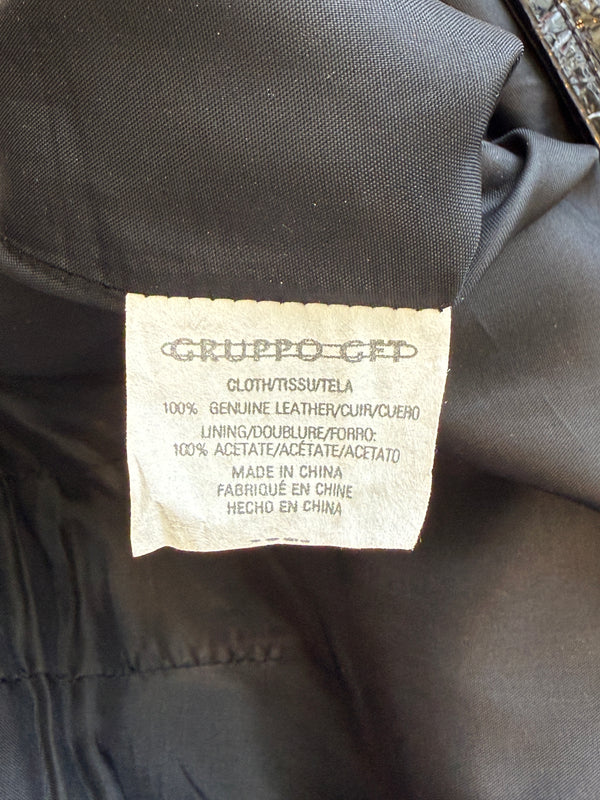 GRUPPO GFT
CLOTH/TISSU/TELA
100% GENUINE LEATHER/CUIR/CUERO
LINING/DOUBLURE/FORRO:
100% ACETATE/ACÉTATE/ACETATO
MADE IN CHINA
FABRIQUÉ EN CHINE
HECHO EN CHINA